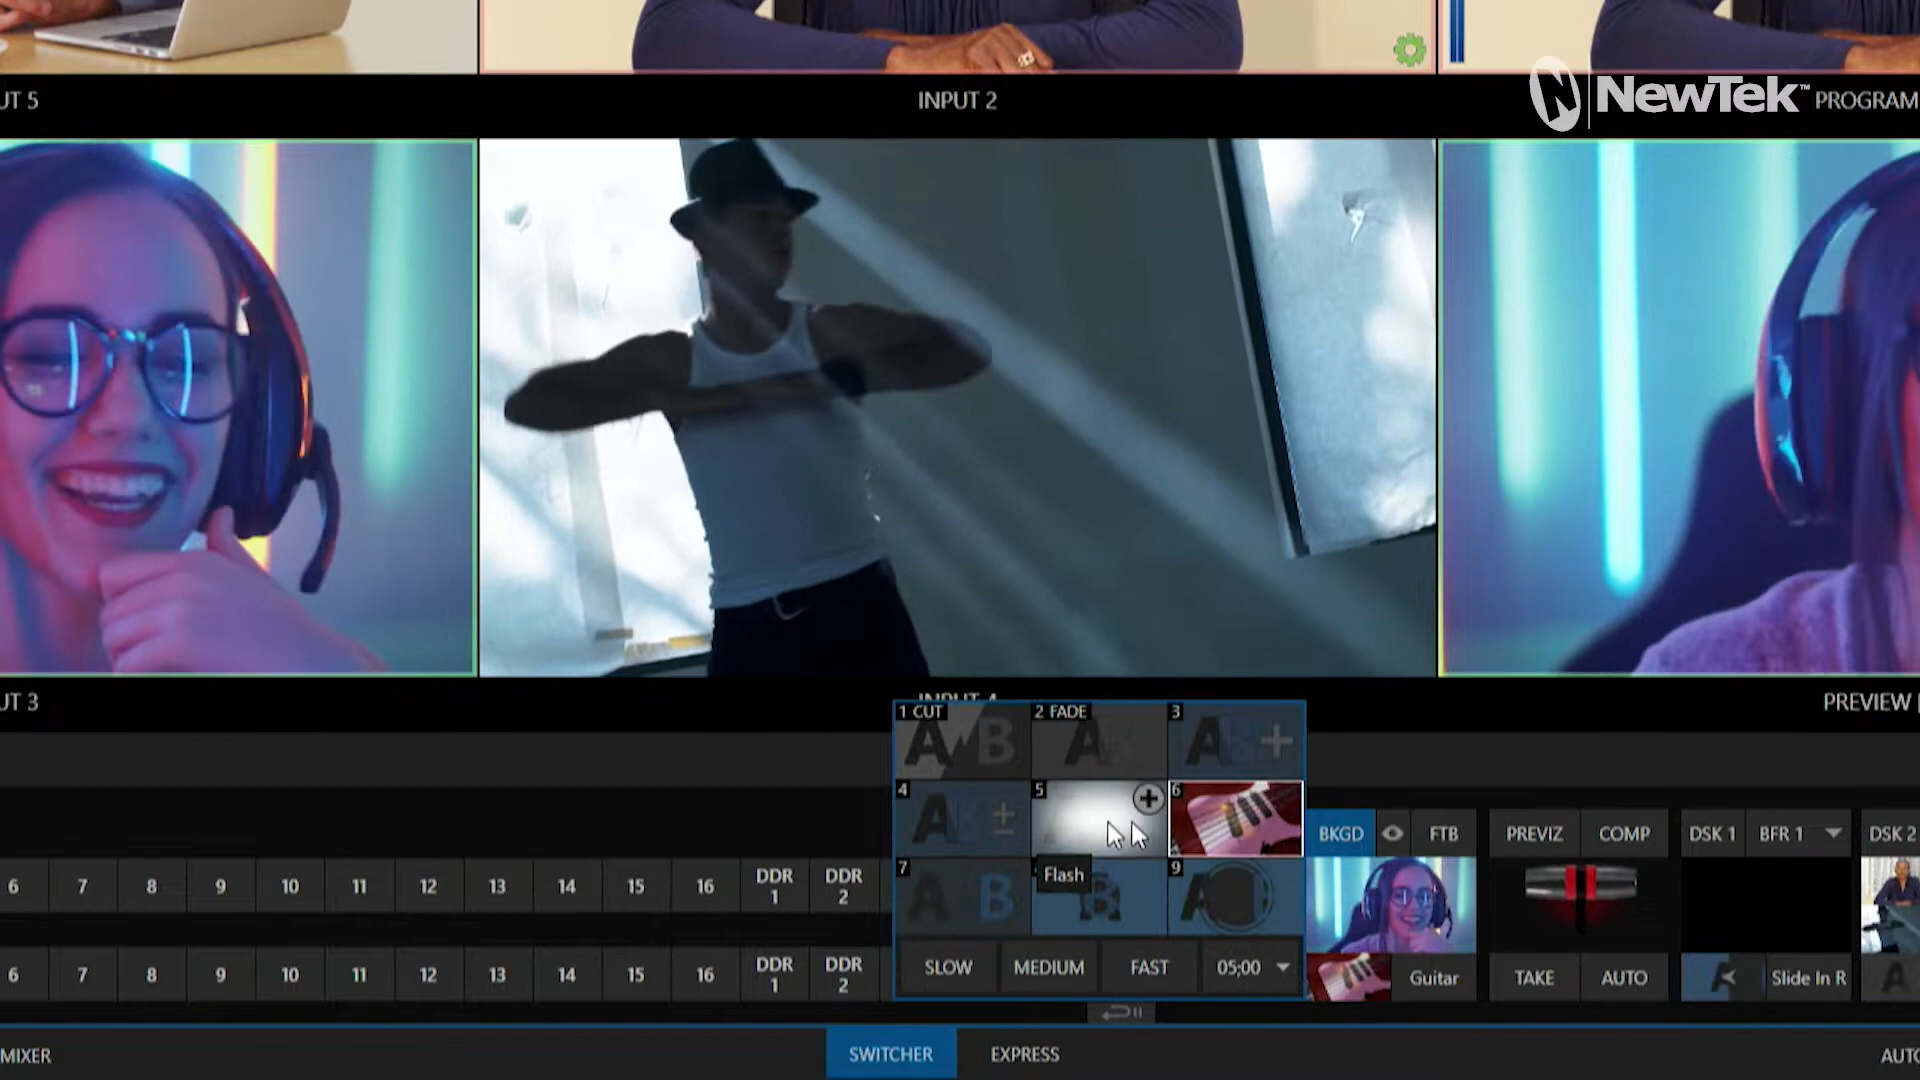 UT 5
INPUT 2
NewTek™
PROGRAM
UT 3
INPUT 4
PREVIEW
1 CUT
2 FADE
3
4
5
6
7
Flash
9
SLOW
MEDIUM
FAST
05;00
BKGD
FTB
PREVIZ
COMP
DSK 1
BFR 1
DSK 2
6
7
8
9
10
11
12
13
14
15
16
DDR 1
DDR 2
6
7
8
9
10
11
12
13
14
15
16
DDR 1
DDR 2
Guitar
TAKE
AUTO
Slide In R
MIXER
SWITCHER
EXPRESS
AUTO